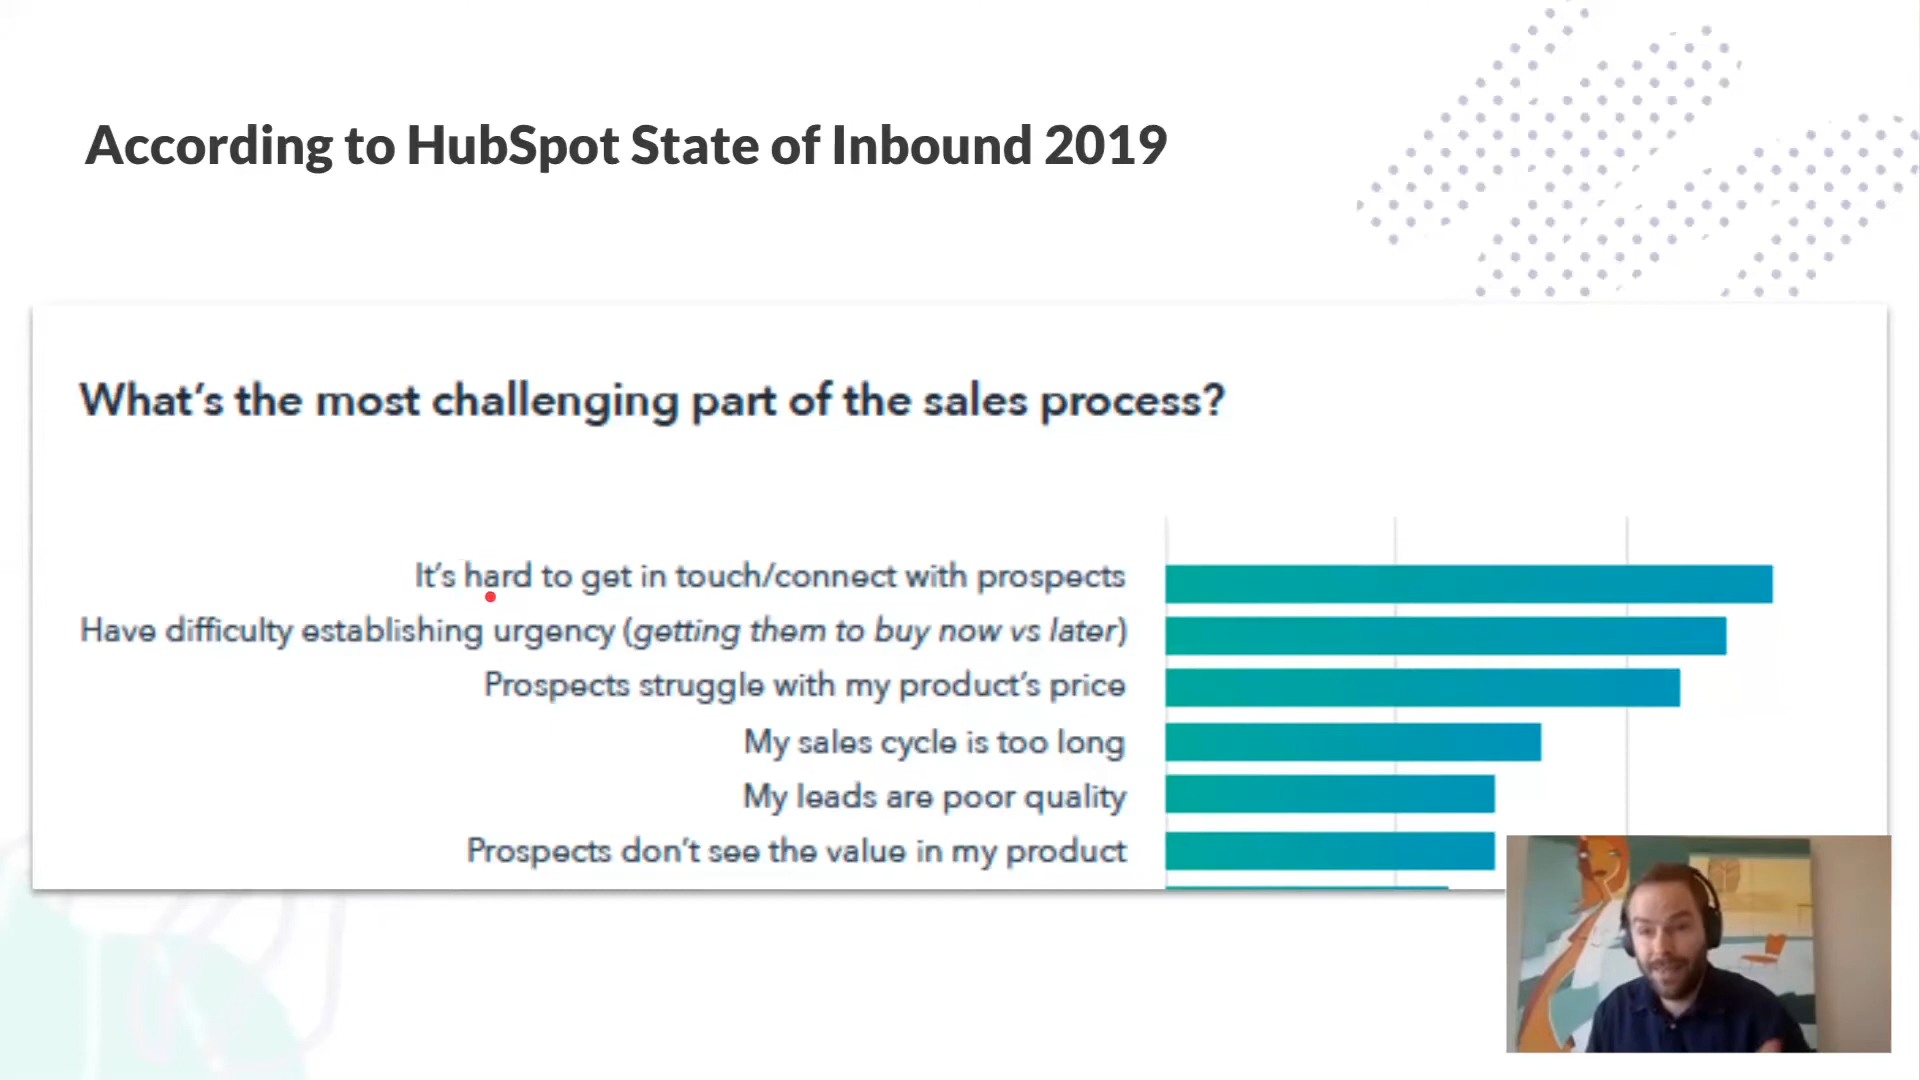 According to HubSpot State of Inbound 2019
What's the most challenging part of the sales process?
It's hard to get in touch/connect with prospects
Have difficulty establishing urgency (getting them to buy now vs later)
Prospects struggle with my product's price
My sales cycle is too long
My leads are poor quality
Prospects don't see the value in my product